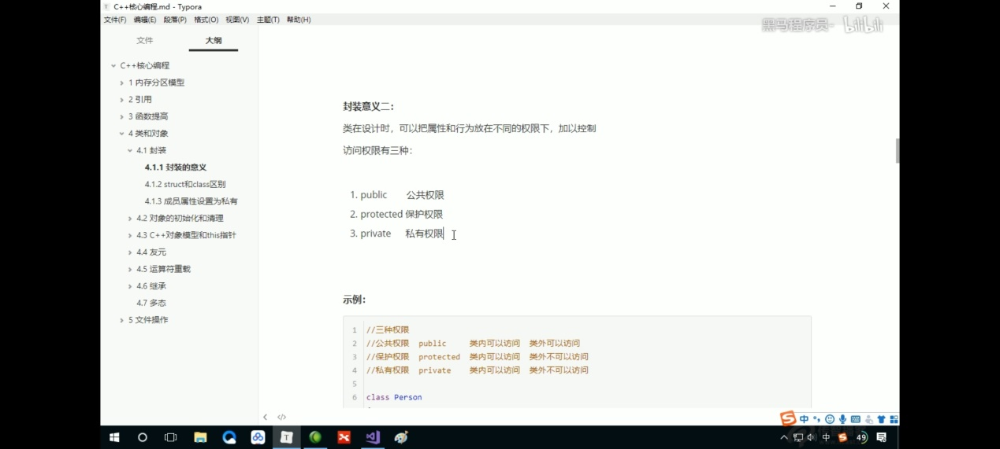 C++核心编程.md - Typora
文件(F) 编辑(E) 段落(P) 格式(O) 视图(V) 主题(T) 帮助(H)
黑马程序员- bilibili
文件 大纲
C++核心编程
1 内存分区模型
2 引用
3 函数提高
4 类和对象
4.1 封装
4.1.1 封装的意义
4.1.2 struct和class区别
4.1.3 成员属性设置为私有
4.2 对象的初始化和清理
4.3 C++对象模型和this指针
4.4 友元
4.5 运算符重载
4.6 继承
4.7 多态
5 文件操作
封装意义二：
类在设计时，可以把属性和行为放在不同的权限下，加以控制
访问权限有三种：
1. public 公共权限
2. protected 保护权限
3. private 私有权限
示例：
1 //三种权限
2 //公共权限 public 类内可以访问 类外可以访问
3 //保护权限 protected 类内可以访问 类外不可以访问
4 //私有权限 private 类内可以访问 类外不可以访问
5
6 class Person
中
中 49